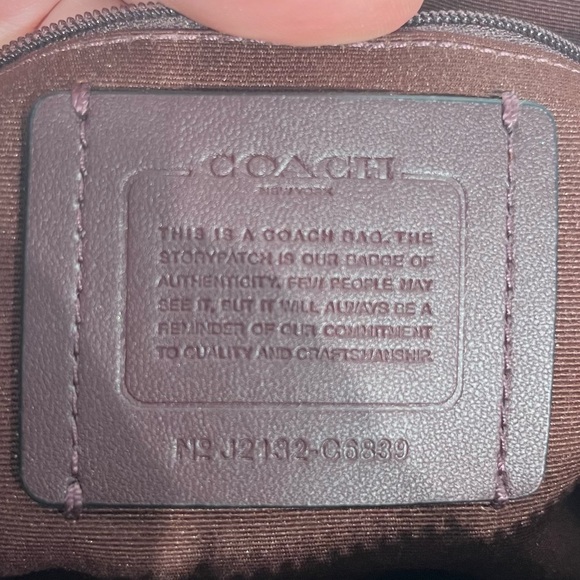 COACH
NEW YORK
THIS IS A COACH BAG. THE
STORYPATCH IS OUR BADGE OF
AUTHENTICITY. FEW PEOPLE MAY
SEE IT, BUT IT WILL ALWAYS BE A
REMINDER OF OUR COMMITMENT
TO QUALITY AND CRAFTSMANSHIP.
Nº J2132-C6839